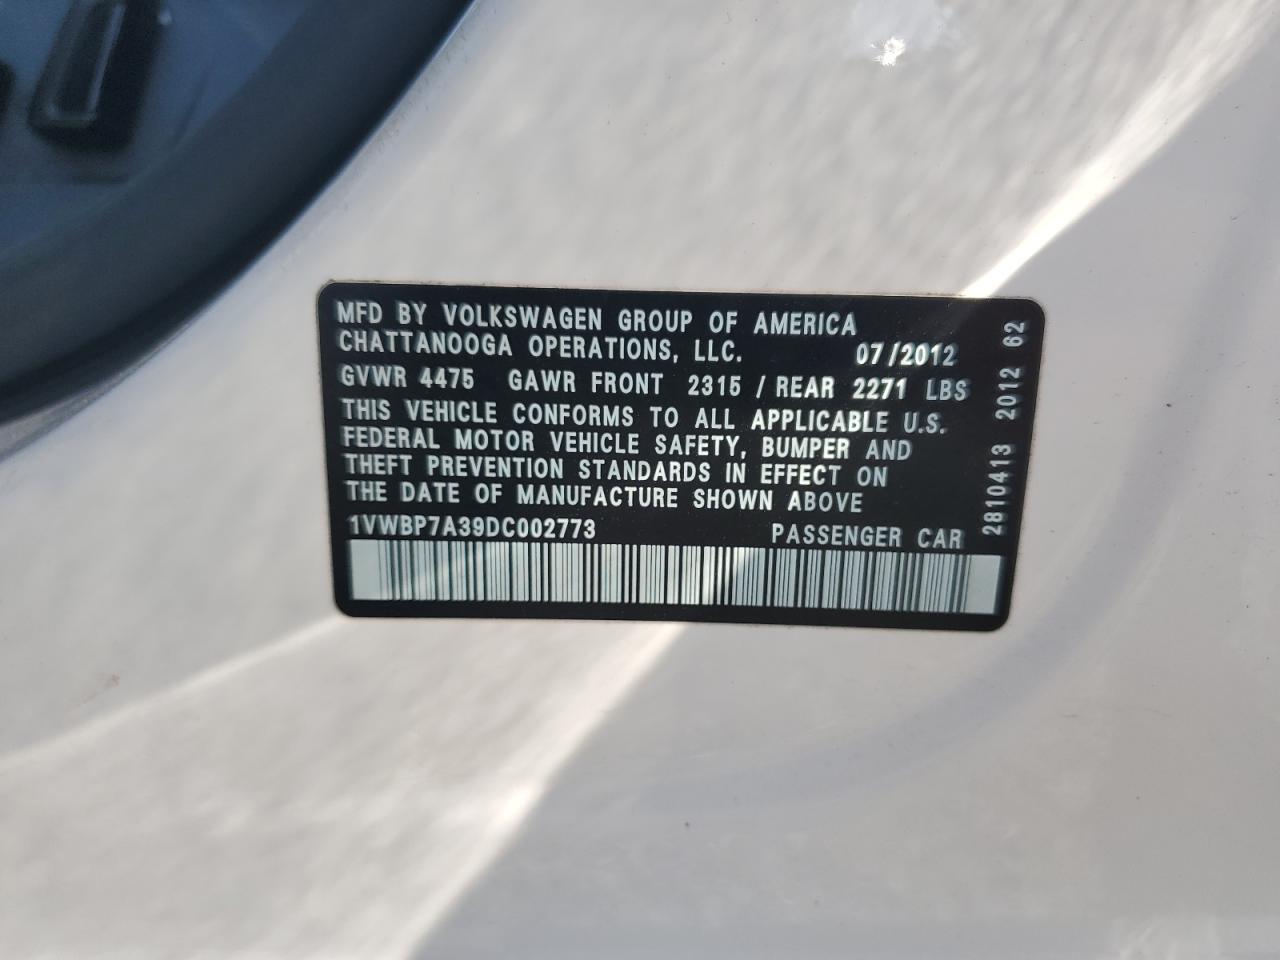 MFD BY VOLKSWAGEN GROUP OF AMERICA
CHATTANOOGA OPERATIONS, LLC. 07/2012
GVWR 4475 GAWR FRONT 2315 / REAR 2271 LBS
THIS VEHICLE CONFORMS TO ALL APPLICABLE U.S.
FEDERAL MOTOR VEHICLE SAFETY, BUMPER AND
THEFT PREVENTION STANDARDS IN EFFECT ON
THE DATE OF MANUFACTURE SHOWN ABOVE
1VWBP7A39DC002773 PASSENGER CAR
2810413 2012 62